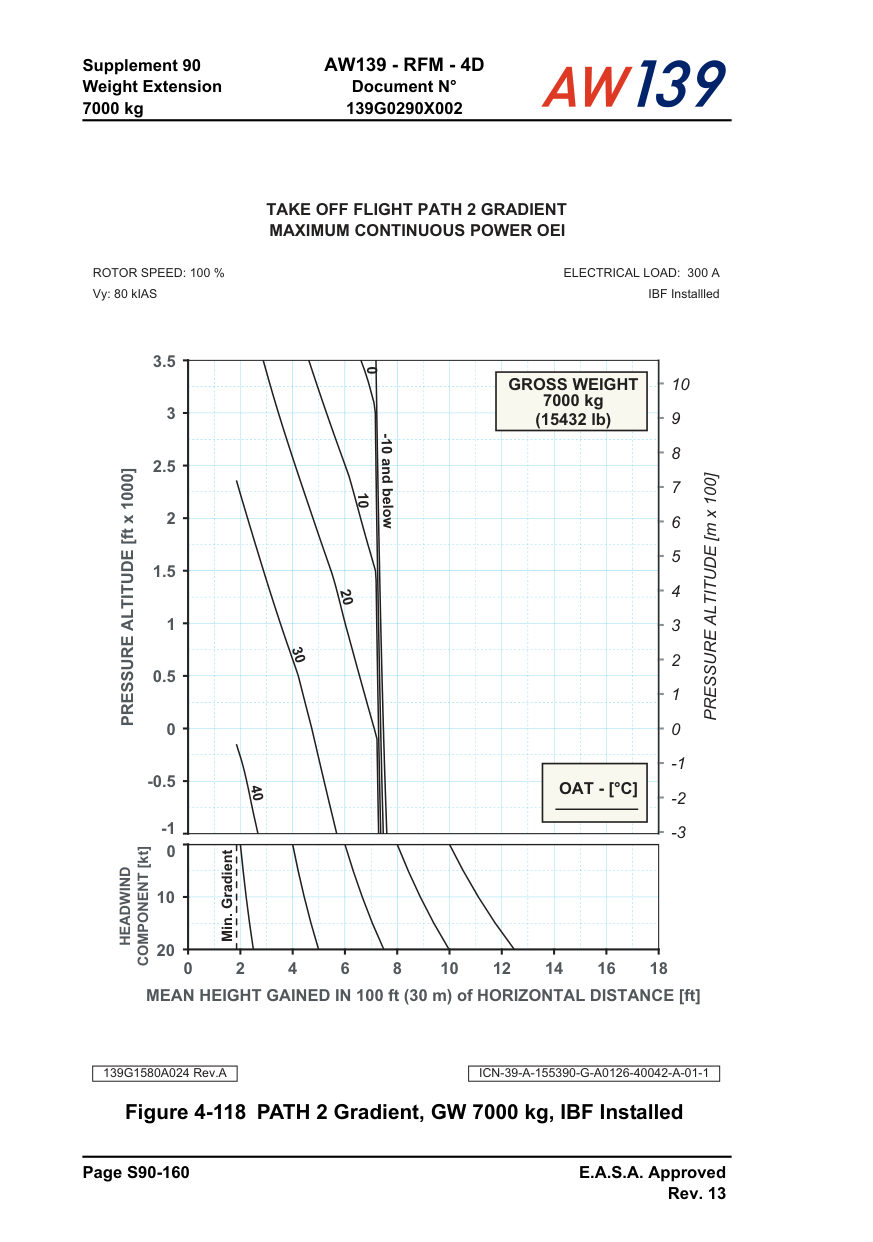 Supplement 90
Weight Extension
7000 kg
AW139 - RFM - 4D
Document N°
139G0290X002
AW139
TAKE OFF FLIGHT PATH 2 GRADIENT
MAXIMUM CONTINUOUS POWER OEI
ROTOR SPEED: 100 %
ELECTRICAL LOAD: 300 A
Vy: 80 kIAS
IBF Installled
PRESSURE ALTITUDE [ft x 1000]
3.5
3
2.5
2
1.5
1
0.5
0
-0.5
-1
0
10
20
30
40
-10 and below
GROSS WEIGHT
7000 kg
(15432 lb)
OAT - [°C]
10
9
8
7
6
5
4
3
2
1
0
-1
-2
-3
PRESSURE ALTITUDE [m x 100]
HEADWIND
COMPONENT [kt]
0
10
20
Min. Gradient
0 2 4 6 8 10 12 14 16 18
MEAN HEIGHT GAINED IN 100 ft (30 m) of HORIZONTAL DISTANCE [ft]
139G1580A024 Rev.A
ICN-39-A-155390-G-A0126-40042-A-01-1
Figure 4-118 PATH 2 Gradient, GW 7000 kg, IBF Installed
Page S90-160
E.A.S.A. Approved
Rev. 13